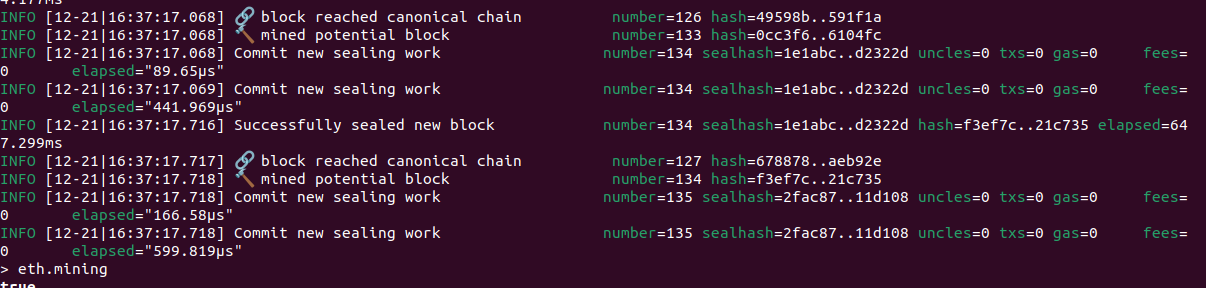 4.177ms
INFO [12-21|16:37:17.068] 🔗 block reached canonical chain number=126 hash=49598b..591f1a
INFO [12-21|16:37:17.068] 🔨 mined potential block number=133 hash=0cc3f6..6104fc
INFO [12-21|16:37:17.068] Commit new sealing work number=134 sealhash=1e1abc..d2322d uncles=0 txs=0 gas=0 fees=
0 elapsed="89.65µs"
INFO [12-21|16:37:17.069] Commit new sealing work number=134 sealhash=1e1abc..d2322d uncles=0 txs=0 gas=0 fees=
0 elapsed="441.969µs"
INFO [12-21|16:37:17.716] Successfully sealed new block number=134 sealhash=1e1abc..d2322d hash=f3ef7c..21c735 elapsed=64
7.299ms
INFO [12-21|16:37:17.717] 🔗 block reached canonical chain number=127 hash=678878..aeb92e
INFO [12-21|16:37:17.718] 🔨 mined potential block number=134 hash=f3ef7c..21c735
INFO [12-21|16:37:17.718] Commit new sealing work number=135 sealhash=2fac87..11d108 uncles=0 txs=0 gas=0 fees=
0 elapsed="166.58µs"
INFO [12-21|16:37:17.718] Commit new sealing work number=135 sealhash=2fac87..11d108 uncles=0 txs=0 gas=0 fees=
0 elapsed="599.819µs"
> eth.mining
true